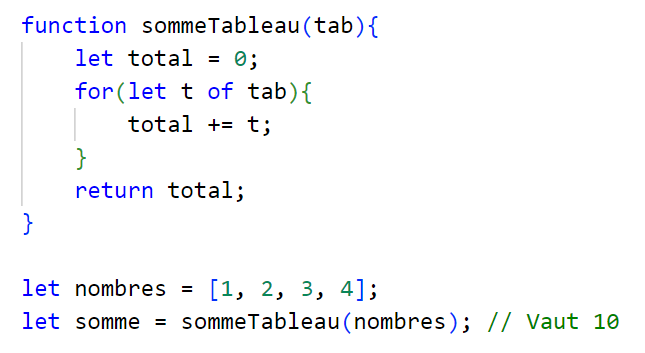 function sommeTableau(tab){
    let total = 0;
    for(let t of tab){
        total += t;
    }
    return total;
}

let nombres = [1, 2, 3, 4];
let somme = sommeTableau(nombres); // Vaut 10